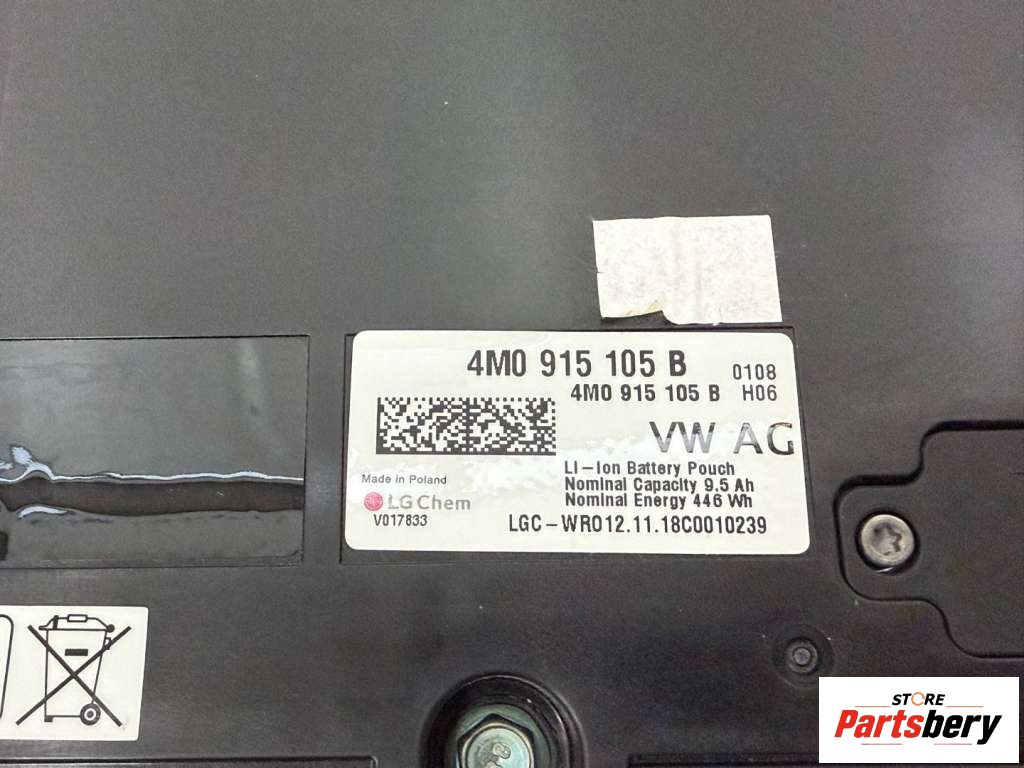 4M0 915 105 B 0108
4M0 915 105 B H06
VW AG
Made in Poland
LG Chem
V017833
LI-Ion Battery Pouch
Nominal Capacity 9,5 Ah
Nominal Energy 446 Wh
LGC-WR012.11.18C0010239
STORE
Partsbery